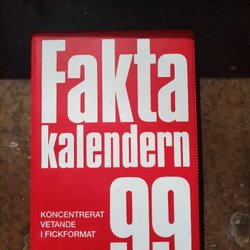 Fakta
kalendern
KONCENTRERAT
VETANDE
I FICKFORMAT
99